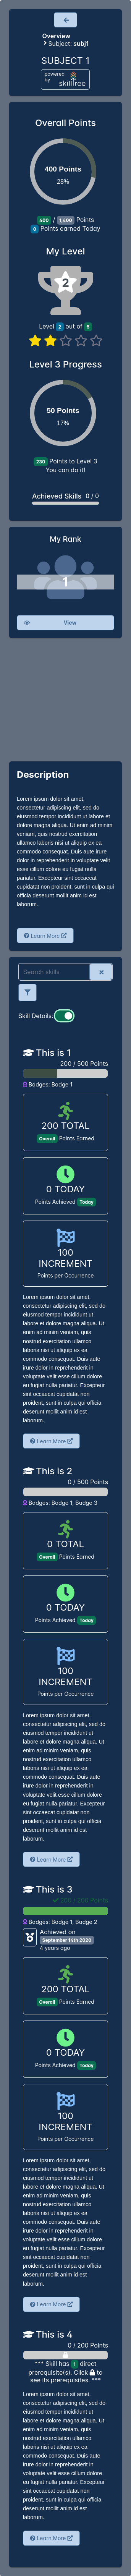 Overview
Subject: subj1
SUBJECT 1
powered
by
skilltree
Overall Points
400 Points
28%
400 / 1,400 Points
0 Points earned Today
My Level
2
Level 2 out of 5
Level 3 Progress
50 Points
17%
230 Points to Level 3
You can do it!
Achieved Skills 0 / 0
My Rank
1
View
Description
Lorem ipsum dolor sit amet,
consectetur adipiscing elit, sed do
eiusmod tempor incididunt ut labore et
dolore magna aliqua. Ut enim ad minim
veniam, quis nostrud exercitation
ullamco laboris nisi ut aliquip ex ea
commodo consequat. Duis aute irure
dolor in reprehenderit in voluptate velit
esse cillum dolore eu fugiat nulla
pariatur. Excepteur sint occaecat
cupidatat non proident, sunt in culpa qui
officia deserunt mollit anim id est
laborum.
Learn More
Search skills
Skill Details:
This is 1
200 / 500 Points
Badges: Badge 1
200 TOTAL
Overall Points Earned
0 TODAY
Points Achieved Today
100
INCREMENT
Points per Occurrence
Lorem ipsum dolor sit amet,
consectetur adipiscing elit, sed do
eiusmod tempor incididunt ut
labore et dolore magna aliqua. Ut
enim ad minim veniam, quis
nostrud exercitation ullamco
laboris nisi ut aliquip ex ea
commodo consequat. Duis aute
irure dolor in reprehenderit in
voluptate velit esse cillum dolore
eu fugiat nulla pariatur. Excepteur
sint occaecat cupidatat non
proident, sunt in culpa qui officia
deserunt mollit anim id est
laborum.
Learn More
This is 2
0 / 500 Points
Badges: Badge 1, Badge 3
0 TOTAL
Overall Points Earned
0 TODAY
Points Achieved Today
100
INCREMENT
Points per Occurrence
Lorem ipsum dolor sit amet,
consectetur adipiscing elit, sed do
eiusmod tempor incididunt ut
labore et dolore magna aliqua. Ut
enim ad minim veniam, quis
nostrud exercitation ullamco
laboris nisi ut aliquip ex ea
commodo consequat. Duis aute
irure dolor in reprehenderit in
voluptate velit esse cillum dolore
eu fugiat nulla pariatur. Excepteur
sint occaecat cupidatat non
proident, sunt in culpa qui officia
deserunt mollit anim id est
laborum.
Learn More
This is 3
200 / 200 Points
Badges: Badge 1, Badge 2
Achieved on
September 14th 2020
4 years ago
200 TOTAL
Overall Points Earned
0 TODAY
Points Achieved Today
100
INCREMENT
Points per Occurrence
Lorem ipsum dolor sit amet,
consectetur adipiscing elit, sed do
eiusmod tempor incididunt ut
labore et dolore magna aliqua. Ut
enim ad minim veniam, quis
nostrud exercitation ullamco
laboris nisi ut aliquip ex ea
commodo consequat. Duis aute
irure dolor in reprehenderit in
voluptate velit esse cillum dolore
eu fugiat nulla pariatur. Excepteur
sint occaecat cupidatat non
proident, sunt in culpa qui officia
deserunt mollit anim id est
laborum.
Learn More
This is 4
0 / 200 Points
*** Skill has 1 direct
prerequisite(s). Click to
see its prerequisites. ***
Lorem ipsum dolor sit amet,
consectetur adipiscing elit, sed do
eiusmod tempor incididunt ut
labore et dolore magna aliqua. Ut
enim ad minim veniam, quis
nostrud exercitation ullamco
laboris nisi ut aliquip ex ea
commodo consequat. Duis aute
irure dolor in reprehenderit in
voluptate velit esse cillum dolore
eu fugiat nulla pariatur. Excepteur
sint occaecat cupidatat non
proident, sunt in culpa qui officia
deserunt mollit anim id est
laborum.
Learn More